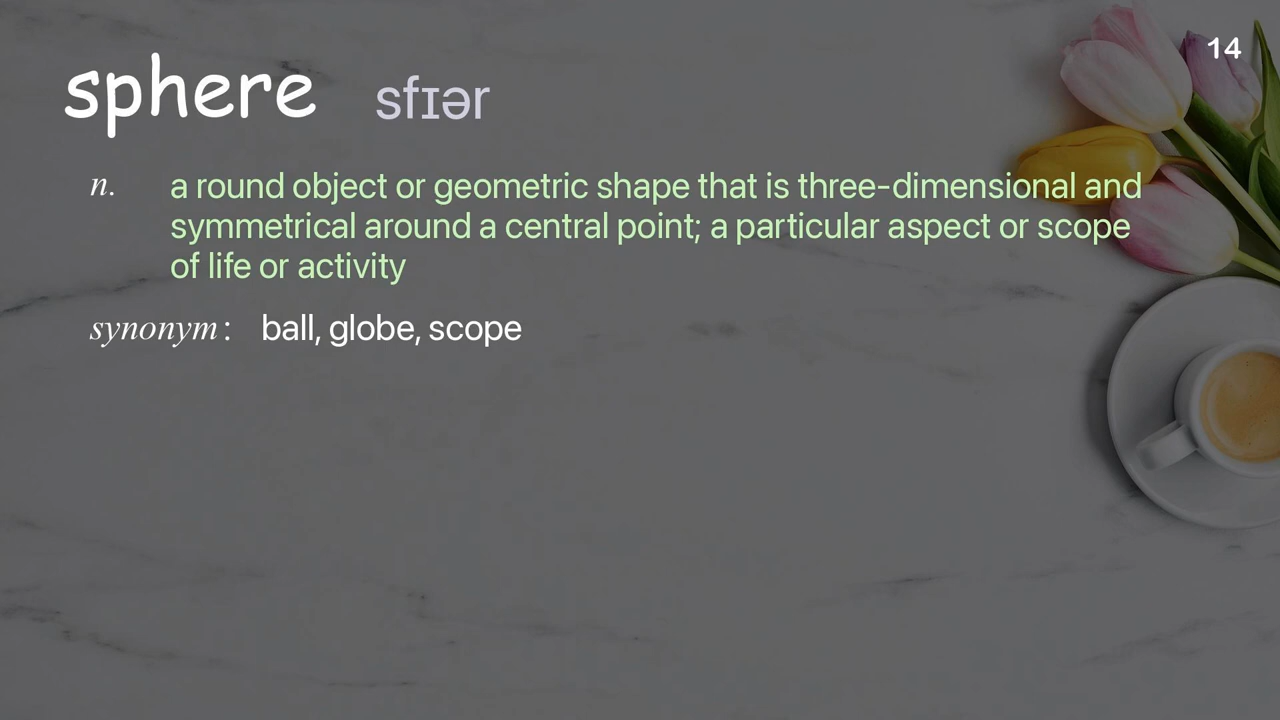 14
sphere sfɪər
n. a round object or geometric shape that is three-dimensional and
symmetrical around a central point; a particular aspect or scope
of life or activity
synonym: ball, globe, scope